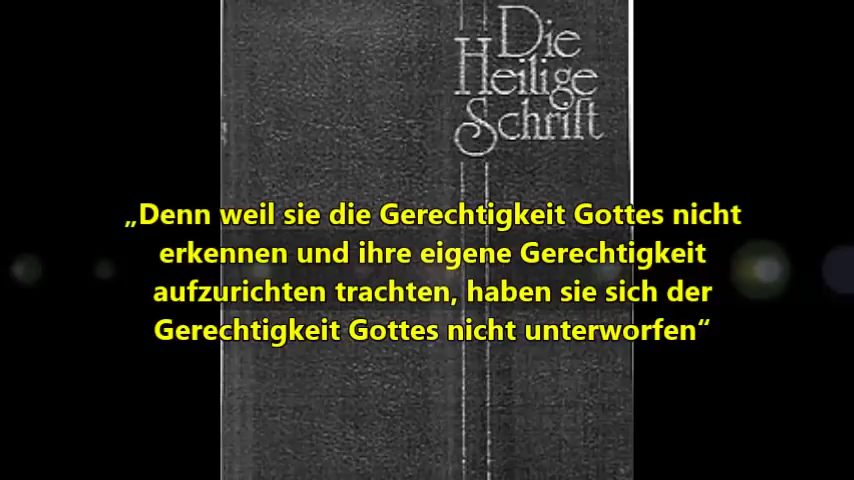 Die
Heilige
Schrift
„Denn weil sie die Gerechtigkeit Gottes nicht
erkennen und ihre eigene Gerechtigkeit
aufzurichten trachten, haben sie sich der
Gerechtigkeit Gottes nicht unterworfen“